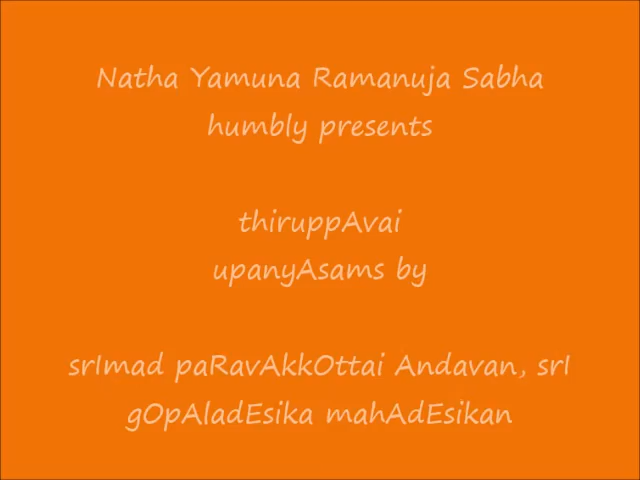 Natha Yamuna Ramanuja Sabha
humbly presents
thiruppAvai
upanyAsams by
srImad paRavAkkOttai Andavan, srI
gOpAladEsika mahAdEsikan